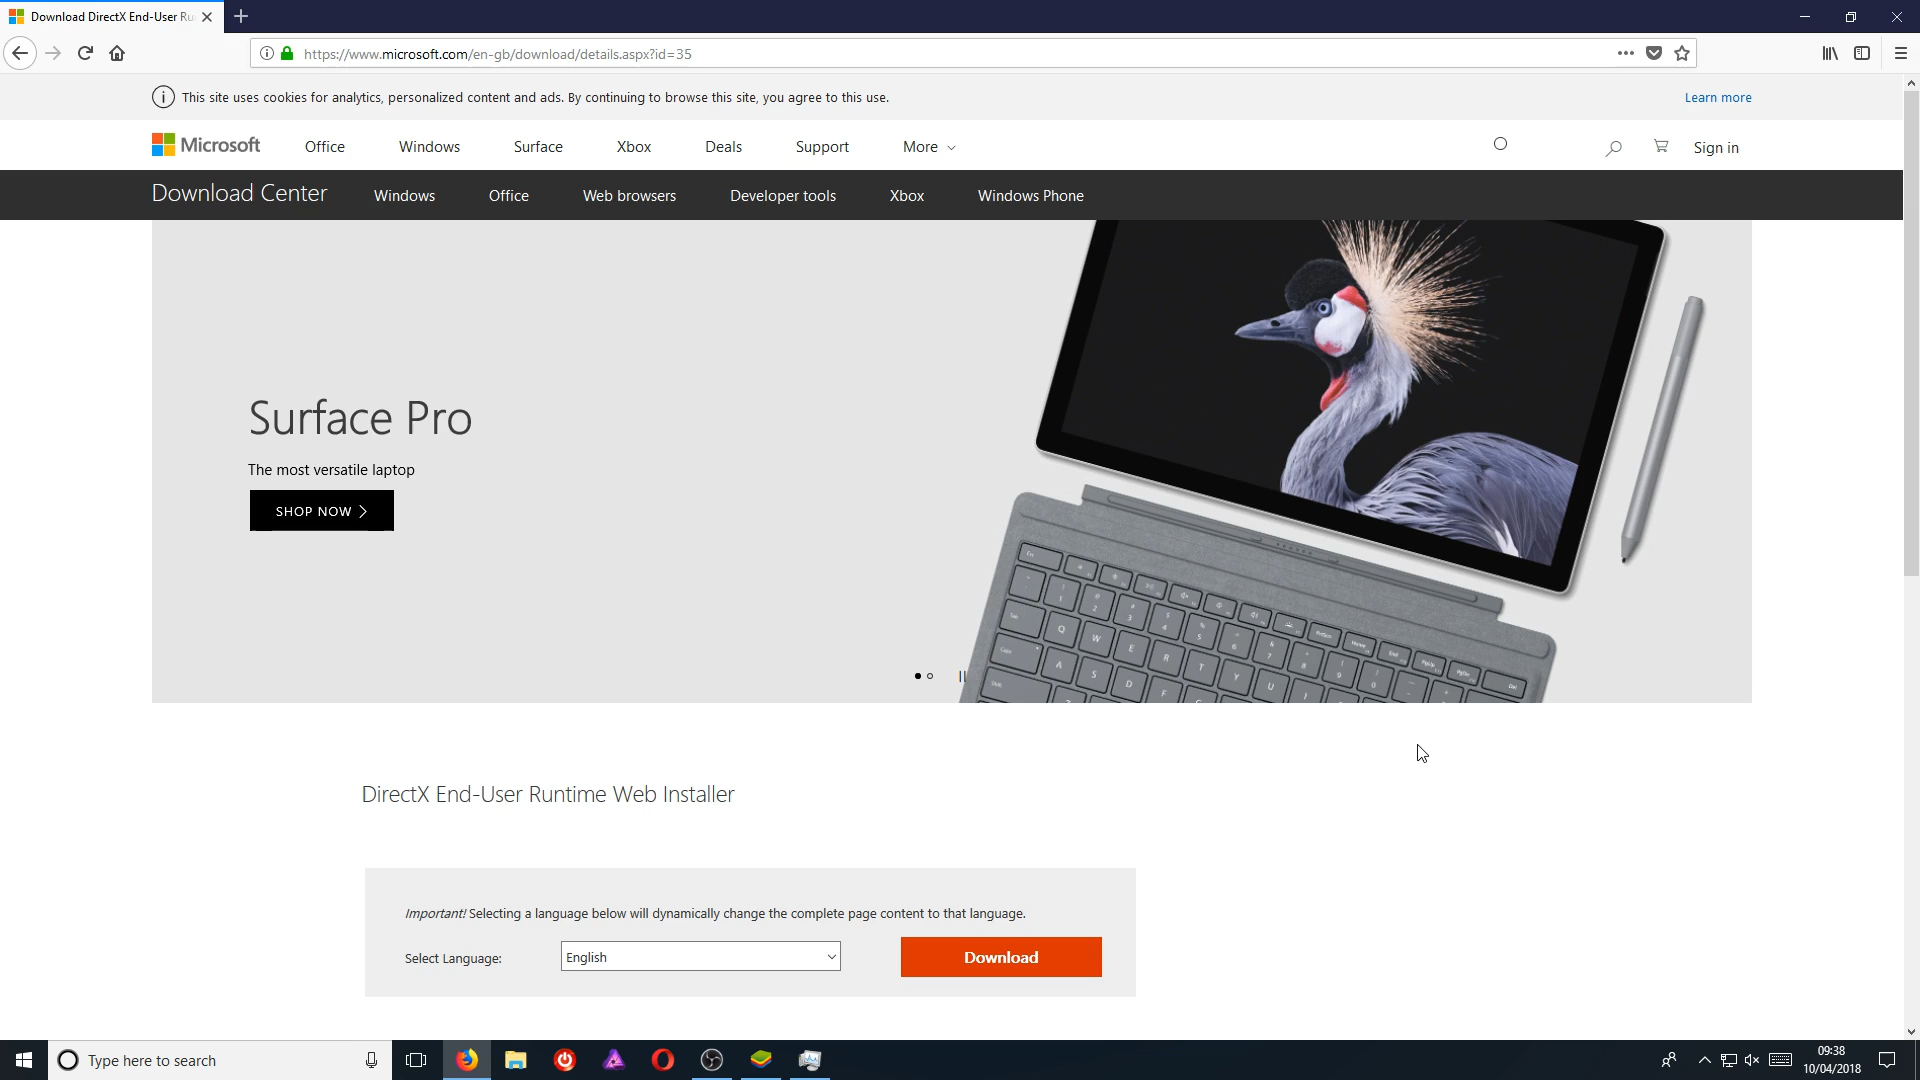 Download DirectX End-User Ru
https://www.microsoft.com/en-gb/download/details.aspx?id=35
This site uses cookies for analytics, personalized content and ads. By continuing to browse this site, you agree to this use.
Learn more
Microsoft
Office
Windows
Surface
Xbox
Deals
Support
More
Sign in
Download Center
Windows
Office
Web browsers
Developer tools
Xbox
Windows Phone
Surface Pro
The most versatile laptop
SHOP NOW
DirectX End-User Runtime Web Installer
Important! Selecting a language below will dynamically change the complete page content to that language.
Select Language:
English
Download
Type here to search
09:38
10/04/2018